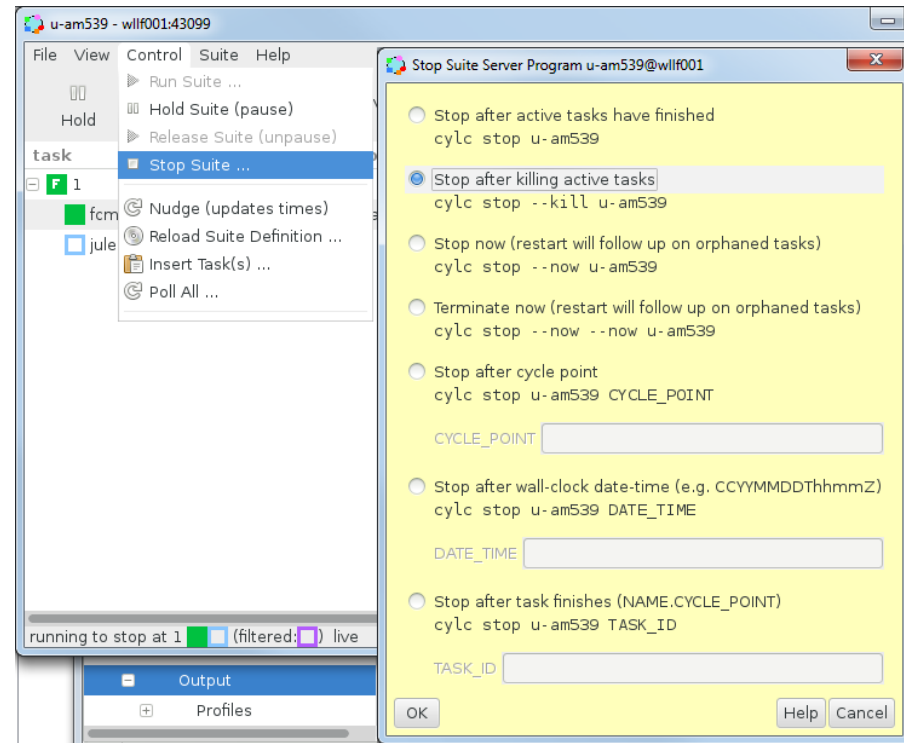 u-am539 - wllf001:43099
File View Control Suite Help
Hold
Run Suite ...
Hold Suite (pause)
Release Suite (unpause)
Stop Suite ...
Nudge (updates times)
Reload Suite Definition ...
Insert Task(s) ...
Poll All ...
task
F 1
fcm
jule
running to stop at 1 (filtered: ) live
Output
Profiles
Stop Suite Server Program u-am539@wllf001
X
Stop after active tasks have finished
cylc stop u-am539
Stop after killing active tasks
cylc stop --kill u-am539
Stop now (restart will follow up on orphaned tasks)
cylc stop --now u-am539
Terminate now (restart will follow up on orphaned tasks)
cylc stop --now --now u-am539
Stop after cycle point
cylc stop u-am539 CYCLE_POINT
CYCLE_POINT
Stop after wall-clock date-time (e.g. CCYYMMDDThhmmZ)
cylc stop u-am539 DATE_TIME
DATE_TIME
Stop after task finishes (NAME.CYCLE_POINT)
cylc stop u-am539 TASK_ID
TASK_ID
OK Help Cancel